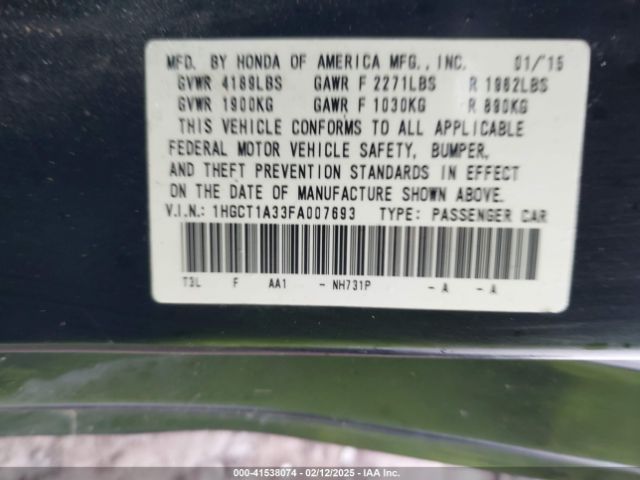 MFD. BY HONDA OF AMERICA MFG., INC. 01/15
GVWR 4189LBS GAWR F 2271LBS R 1962LBS
GVWR 1900KG GAWR F 1030KG R 890KG
THIS VEHICLE CONFORMS TO ALL APPLICABLE
FEDERAL MOTOR VEHICLE SAFETY, BUMPER,
AND THEFT PREVENTION STANDARDS IN EFFECT
ON THE DATE OF MANUFACTURE SHOWN ABOVE.
V.I.N.: 1HGCT1A33FA007693 TYPE: PASSENGER CAR
T3L F AA1 - NH731P - A - A
000-41538074 / 02/12/2025 - IAA Inc.